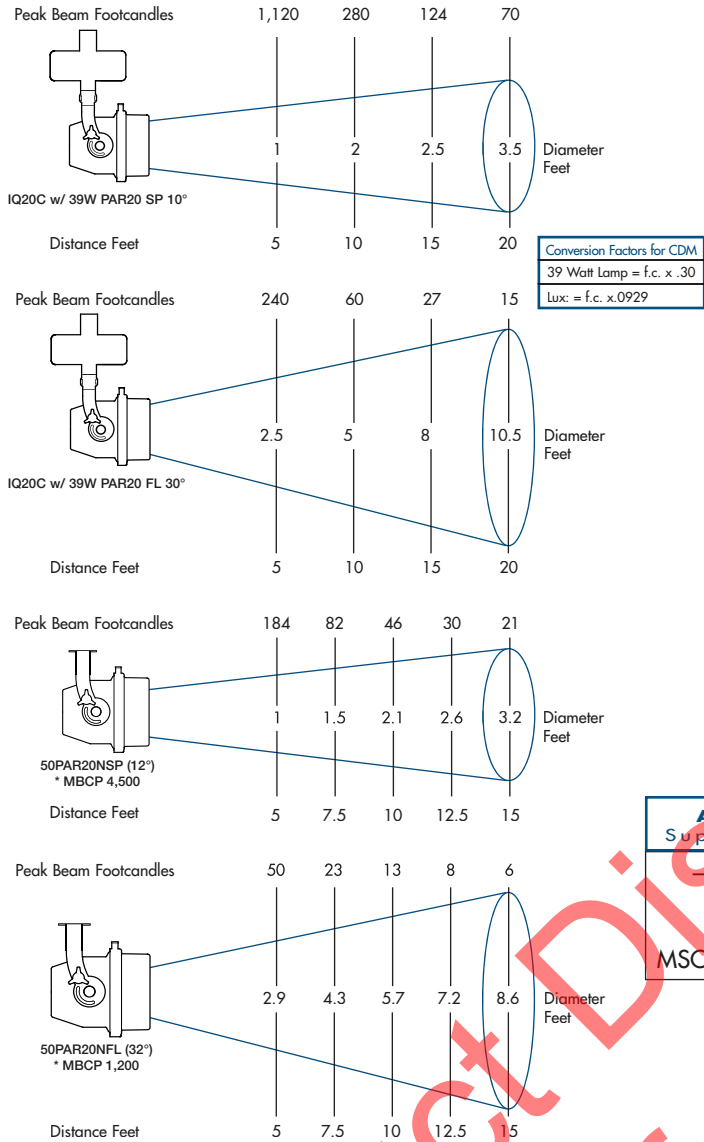 Peak Beam Footcandles 1,120 280 124 70
1 2 2.5 3.5 Diameter Feet
IQ20C w/ 39W PAR20 SP 10°
Distance Feet 5 10 15 20
Conversion Factors for CDM
39 Watt Lamp = f.c. x .30
Lux: = f.c. x.0929
Peak Beam Footcandles 240 60 27 15
2.5 5 8 10.5 Diameter Feet
IQ20C w/ 39W PAR20 FL 30°
Distance Feet 5 10 15 20
Peak Beam Footcandles 184 82 46 30 21
1 1.5 2.1 2.6 3.2 Diameter Feet
50PAR20NSP (12°)
* MBCP 4,500
Distance Feet 5 7.5 10 12.5 15
Peak Beam Footcandles 50 23 13 8 6
MSO
2.9 4.3 5.7 7.2 8.6 Diameter Feet
50PAR20NFL (32°)
* MBCP 1,200
Distance Feet 5 7.5 10 12.5 15